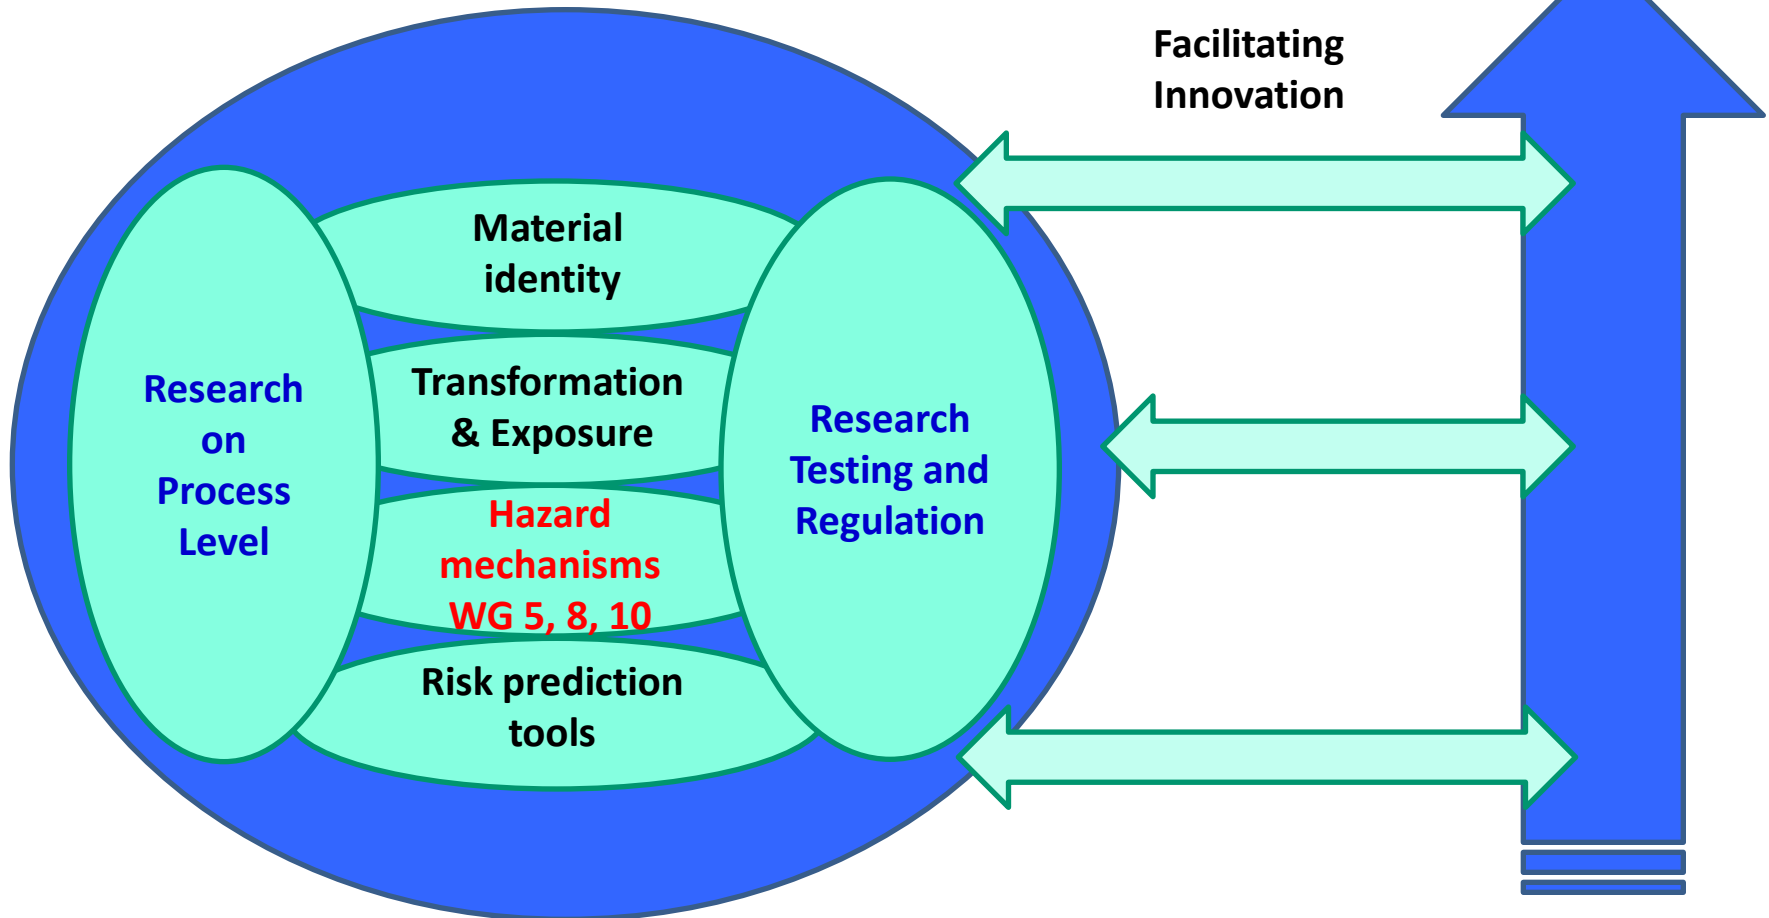 Facilitating
Innovation
Material
identity
Transformation
& Exposure
Research
on
Process
Level
Research
Testing and
Regulation
Hazard
mechanisms
WG 5, 8, 10
Risk prediction
tools